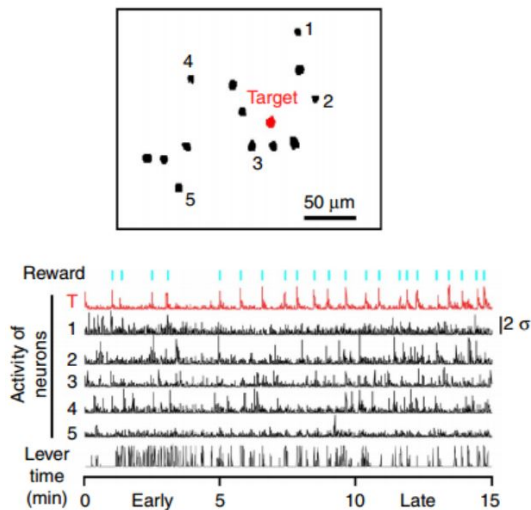 1
4
Target
2
3
5
50 μm
Reward
T
1
|2 σ
2
3
4
5
Activity of
neurons
Lever
time
(min)
0 Early 5 10 Late 15